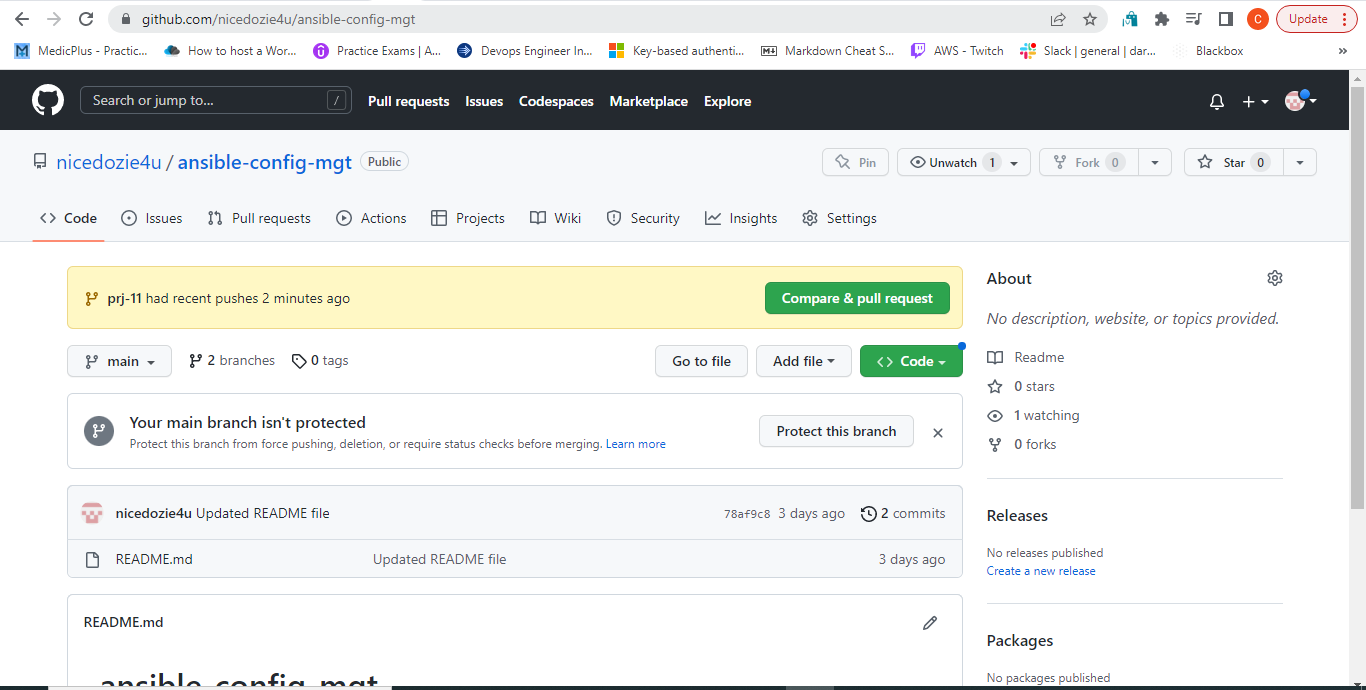 github.com/nicedozie4u/ansible-config-mgt
C
Update
MedicPlus - Practic...
How to host a Wor...
Practice Exams | A...
Devops Engineer In...
Key-based authenti...
Markdown Cheat S...
AWS - Twitch
Slack | general | dar...
Blackbox
»
Search or jump to...
/
Pull requests
Issues
Codespaces
Marketplace
Explore
nicedozie4u / ansible-config-mgt
Public
Pin
Unwatch 1
Fork 0
Star 0
Code
Issues
Pull requests
Actions
Projects
Wiki
Security
Insights
Settings
prj-11 had recent pushes 2 minutes ago
Compare & pull request
main
2 branches
0 tags
Go to file
Add file
Code
Your main branch isn't protected
Protect this branch from force pushing, deletion, or require status checks before merging. Learn more
Protect this branch
nicedozie4u Updated README file
78af9c8 3 days ago
2 commits
README.md
Updated README file
3 days ago
README.md
ansible-config-mgt
About
No description, website, or topics provided.
Readme
0 stars
1 watching
0 forks
Releases
No releases published
Create a new release
Packages
No packages published